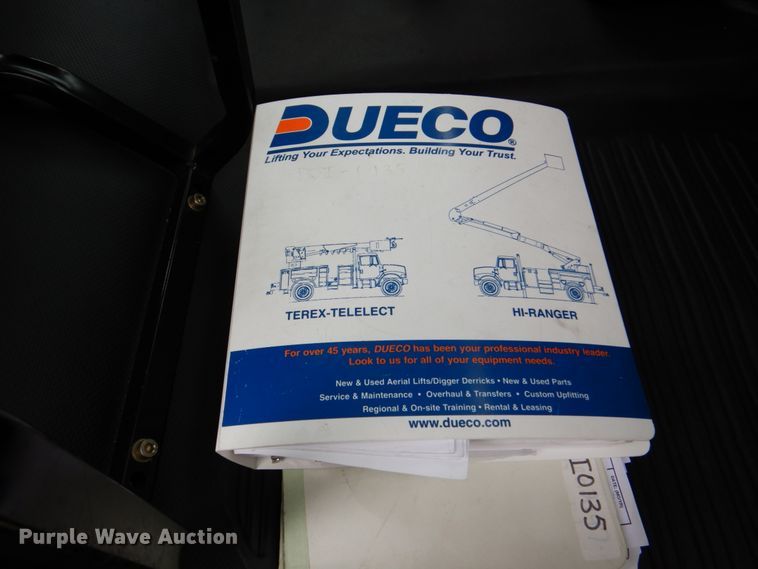 DUECO®
Lifting Your Expectations. Building Your Trust.
TEREX-TELELECT
HI-RANGER
For over 45 years, DUECO has been your professional industry leader.
Look to us for all of your equipment needs.
New & Used Aerial Lifts/Digger Derricks • New & Used Parts
Service & Maintenance • Overhaul & Transfers • Custom Upfitting
Regional & On-site Training • Rental & Leasing
www.dueco.com
I0135
Purple Wave Auction